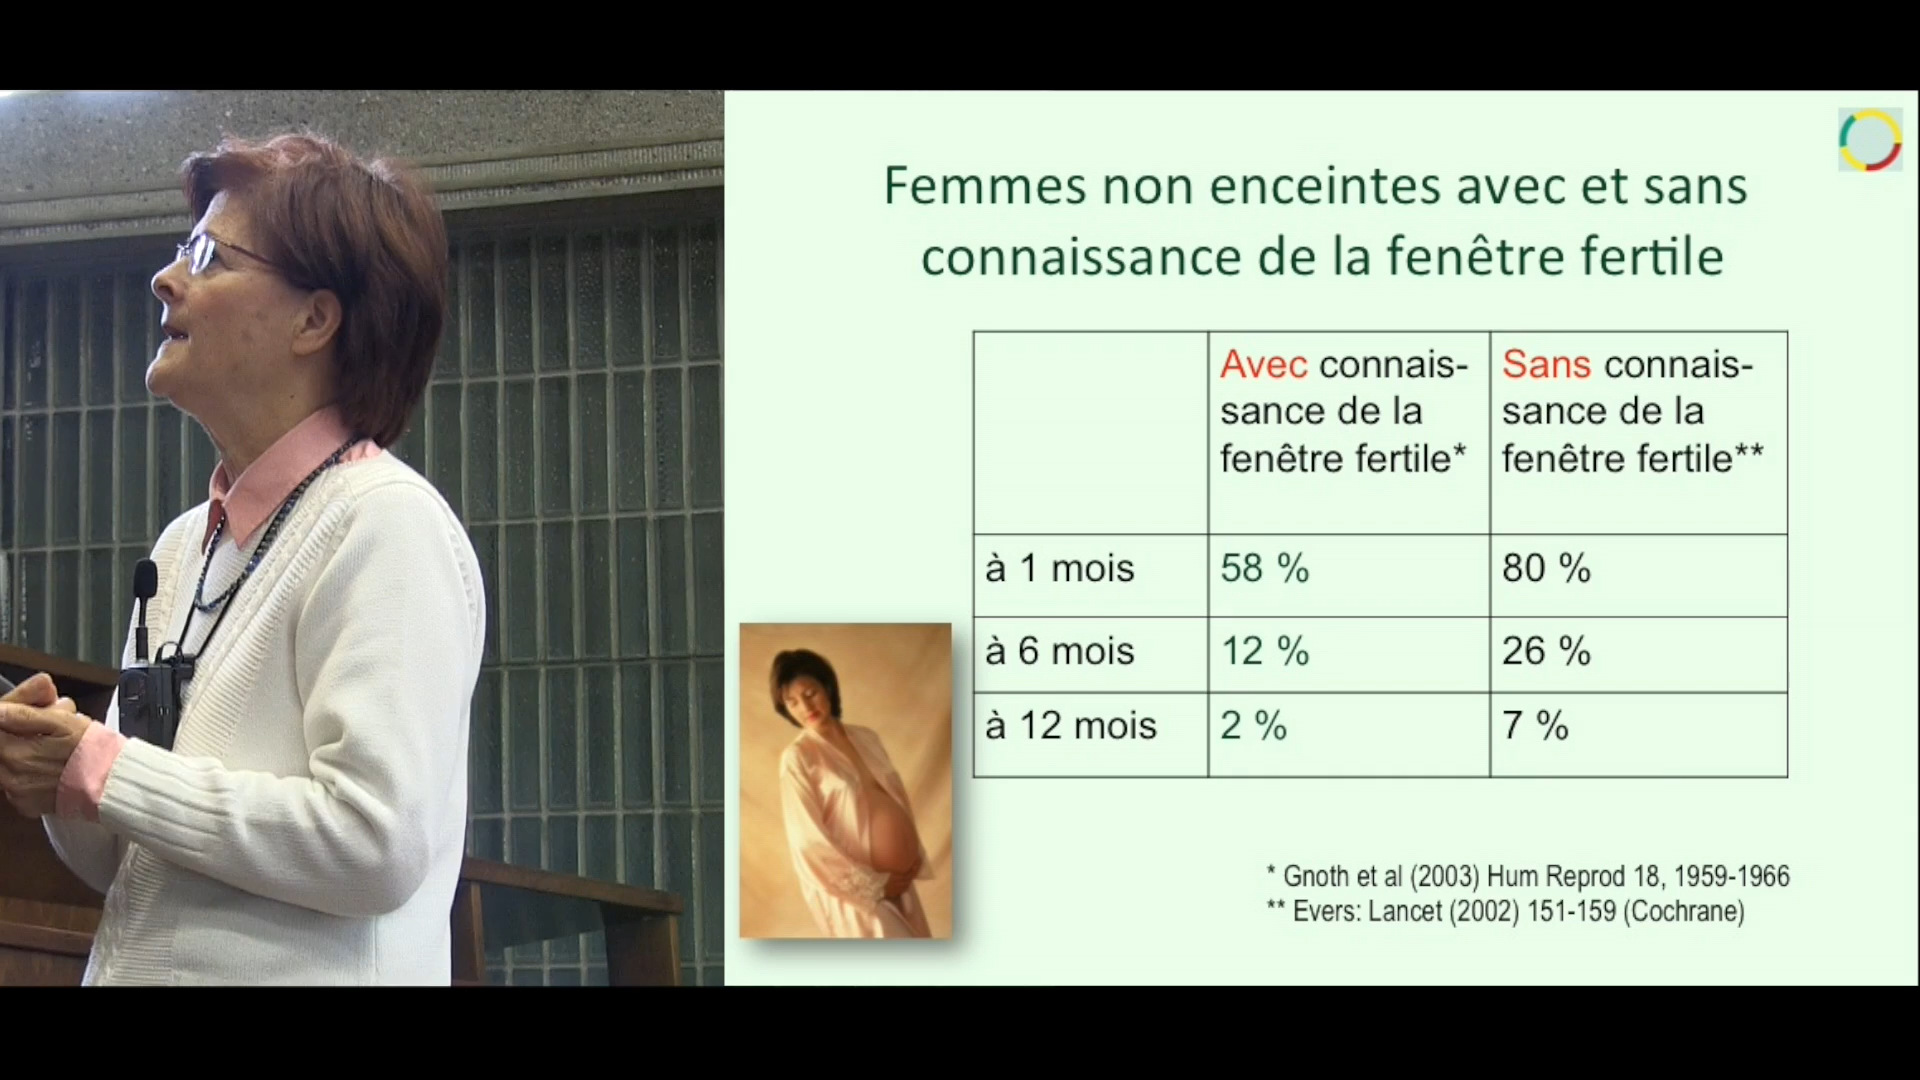 Femmes non enceintes avec et sans
connaissance de la fenêtre fertile
Avec connais-
sance de la
fenêtre fertile*
Sans connais-
sance de la
fenêtre fertile**
à 1 mois 58 % 80 %
à 6 mois 12 % 26 %
à 12 mois 2 % 7 %
* Gnoth et al (2003) Hum Reprod 18, 1959-1966
** Evers: Lancet (2002) 151-159 (Cochrane)